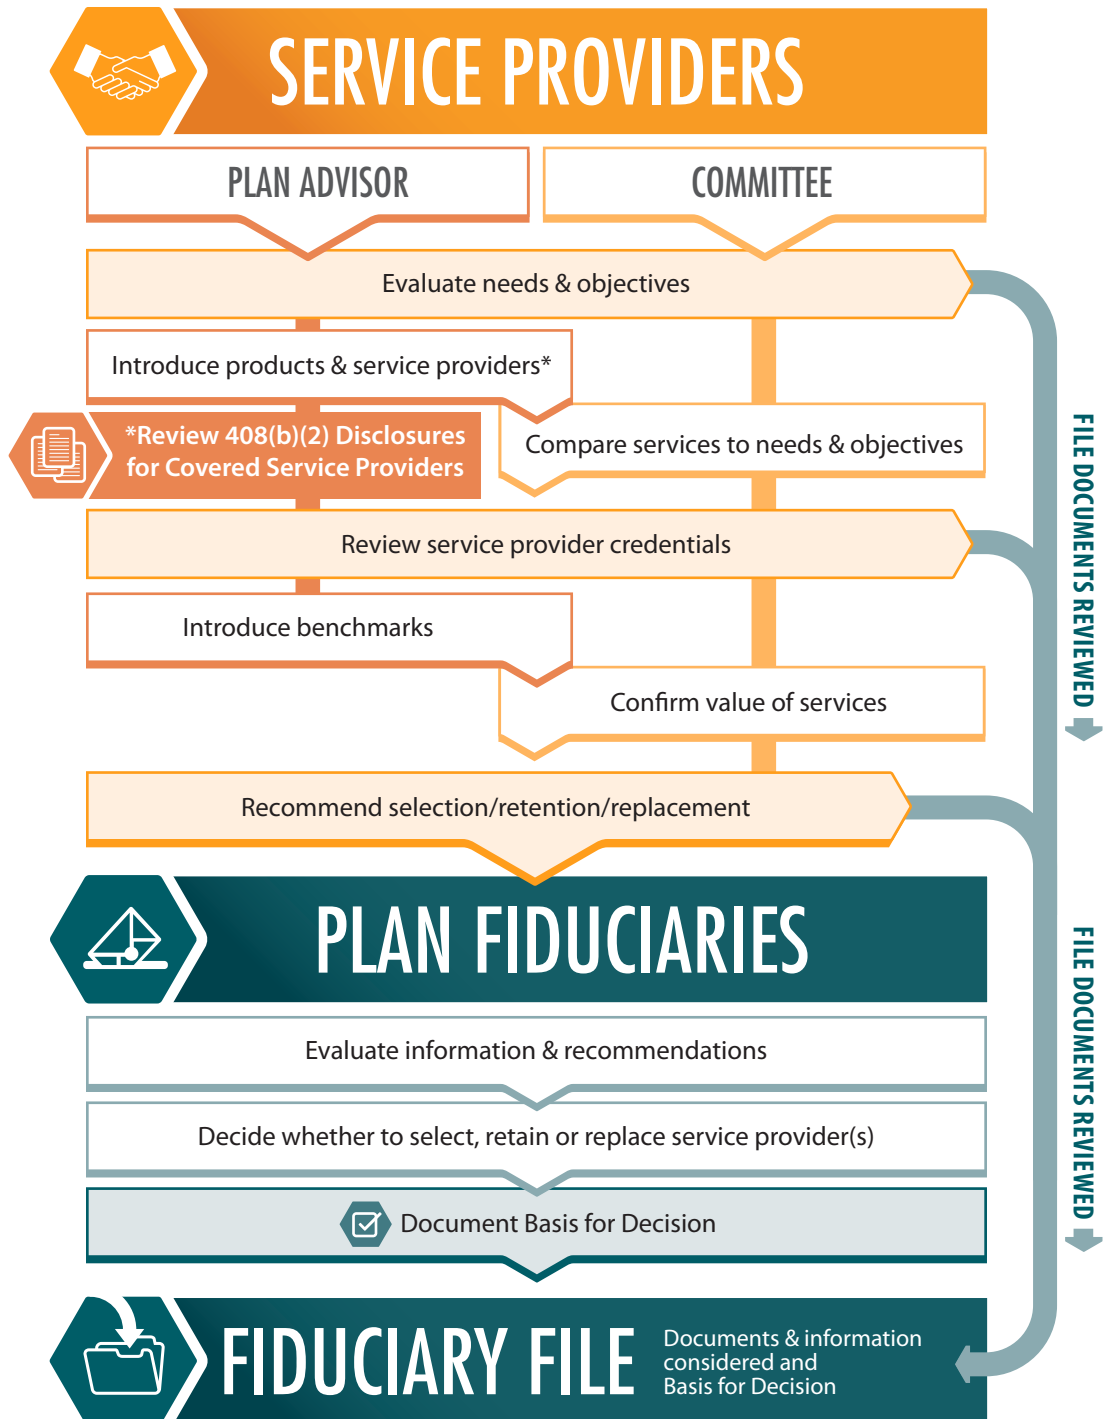 SERVICE PROVIDERS
PLAN ADVISOR
COMMITTEE
Evaluate needs & objectives
Introduce products & service providers*
*Review 408(b)(2) Disclosures
for Covered Service Providers
Compare services to needs & objectives
Review service provider credentials
Introduce benchmarks
Confirm value of services
Recommend selection/retention/replacement
FILE DOCUMENTS REVIEWED
PLAN FIDUCIARIES
Evaluate information & recommendations
Decide whether to select, retain or replace service provider(s)
Document Basis for Decision
FILE DOCUMENTS REVIEWED
FIDUCIARY FILE
Documents & information
considered and
Basis for Decision